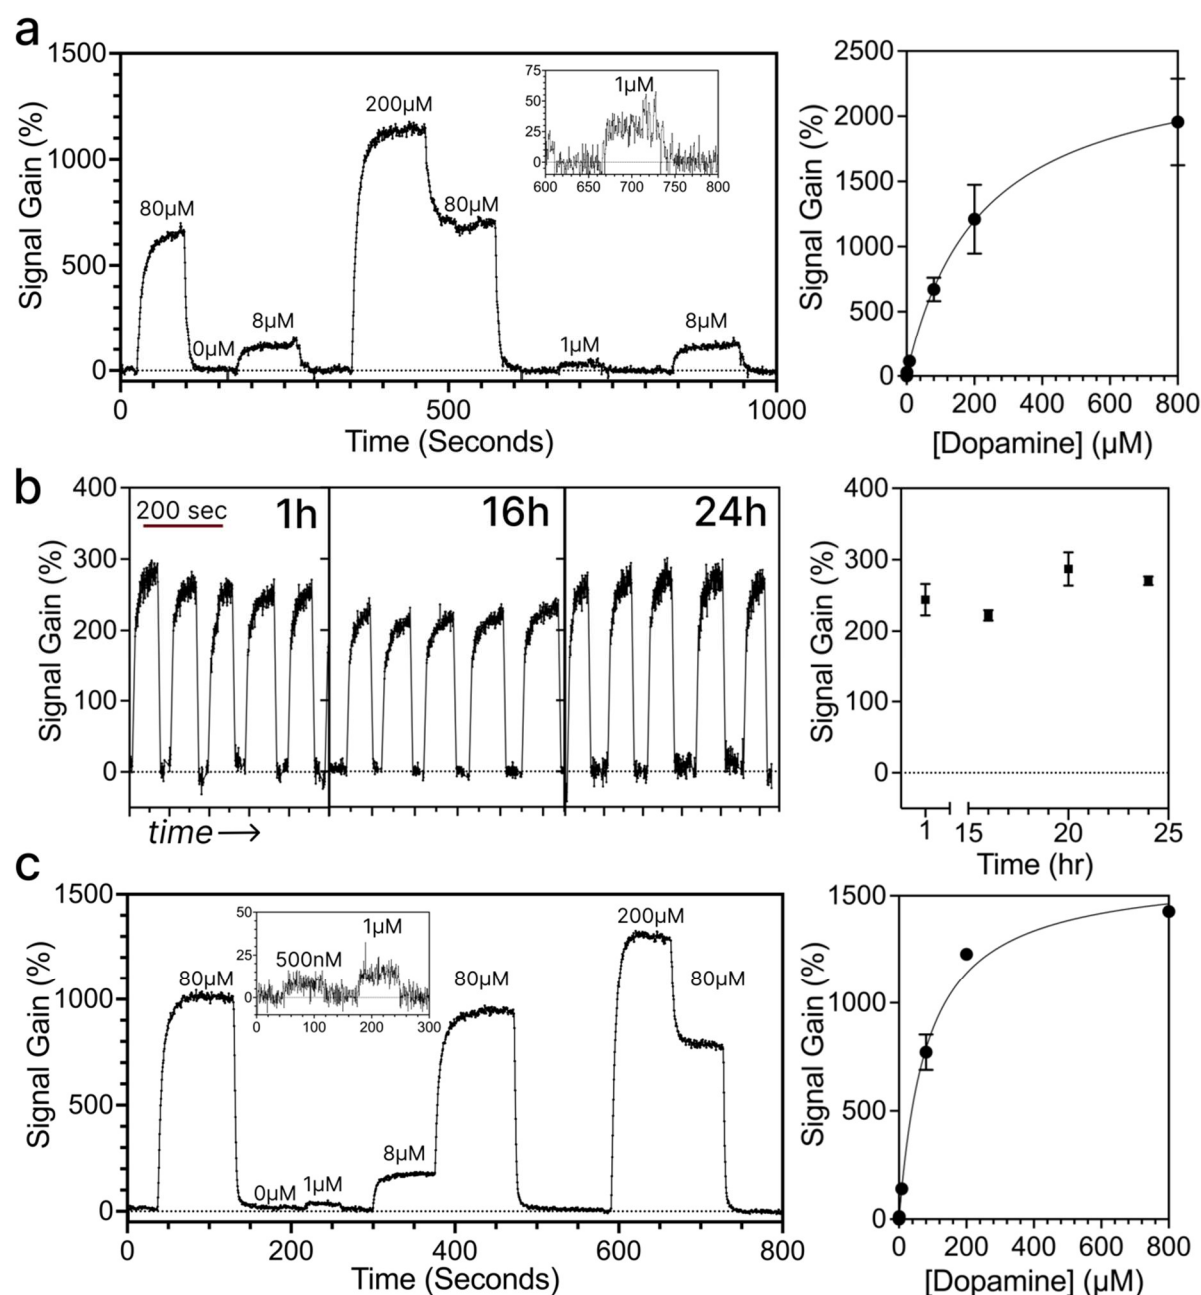 a
1500
1000
500
0
Signal Gain (%)
80µM
0µM
8µM
200µM
80µM
1µM
8µM
75
50
25
0
1µM
600 650 700 750 800
0 500 1000
Time (Seconds)
2500
2000
1500
1000
500
0
Signal Gain (%)
0 200 400 600 800
[Dopamine] (µM)
b
400
300
200
100
0
Signal Gain (%)
200 sec
1h
16h
24h
time
400
300
200
100
0
Signal Gain (%)
1 15 20 25
Time (hr)
c
1500
1000
500
0
Signal Gain (%)
80µM
0µM
1µM
8µM
80µM
200µM
80µM
50
25
0
500nM
1µM
0 100 200 300
0 200 400 600 800
Time (Seconds)
1500
1000
500
0
Signal Gain (%)
0 200 400 600 800
[Dopamine] (µM)